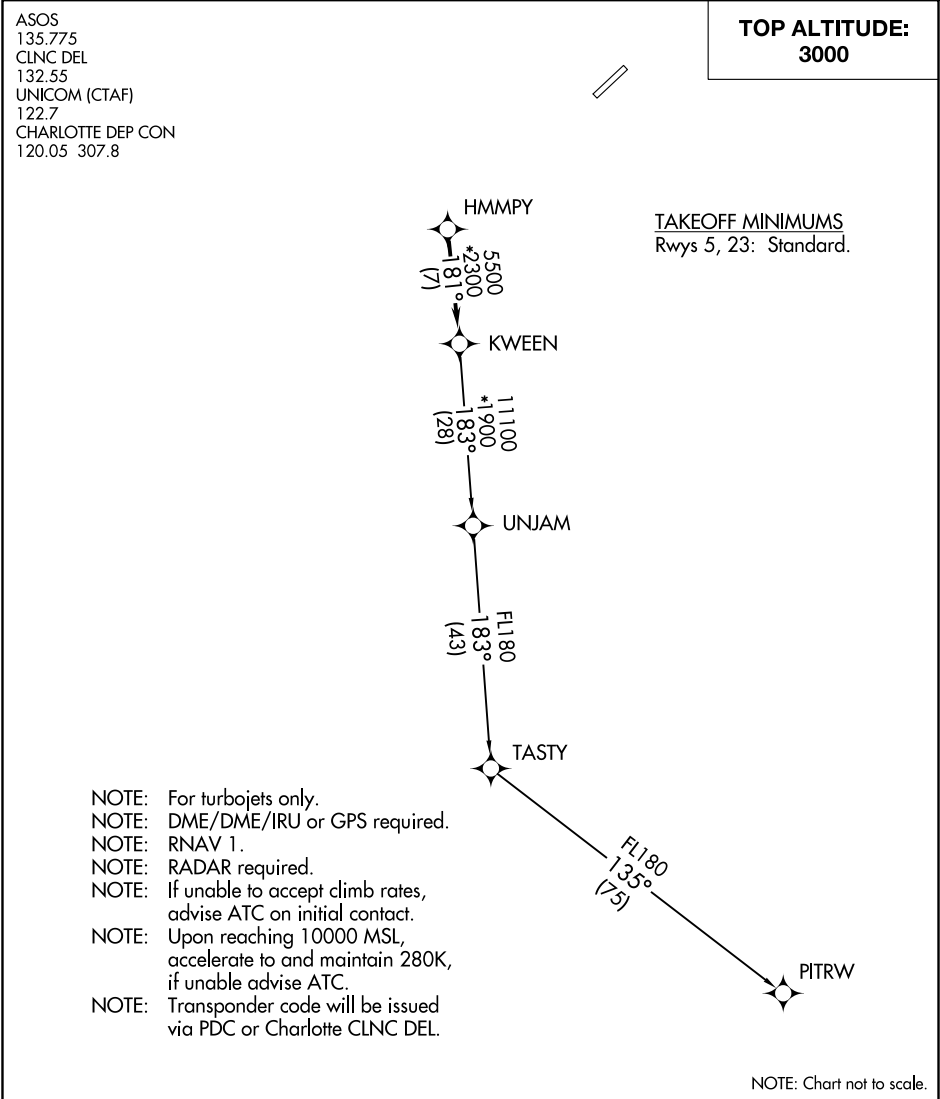 ASOS
135.775
CLNC DEL
132.55
UNICOM (CTAF)
122.7
CHARLOTTE DEP CON
120.05 307.8
TOP ALTITUDE:
3000
HMMPY
TAKEOFF MINIMUMS
Rwys 5, 23: Standard.
5500
*2300
181°
(7)
KWEEN
11100
*1900
183°
(28)
UNJAM
FL180
183°
(43)
TASTY
FL180
135°
(75)
PITRW
NOTE: For turbojets only.
NOTE: DME/DME/IRU or GPS required.
NOTE: RNAV 1.
NOTE: RADAR required.
NOTE: If unable to accept climb rates,
advise ATC on initial contact.
NOTE: Upon reaching 10000 MSL,
accelerate to and maintain 280K,
if unable advise ATC.
NOTE: Transponder code will be issued
via PDC or Charlotte CLNC DEL.
NOTE: Chart not to scale.